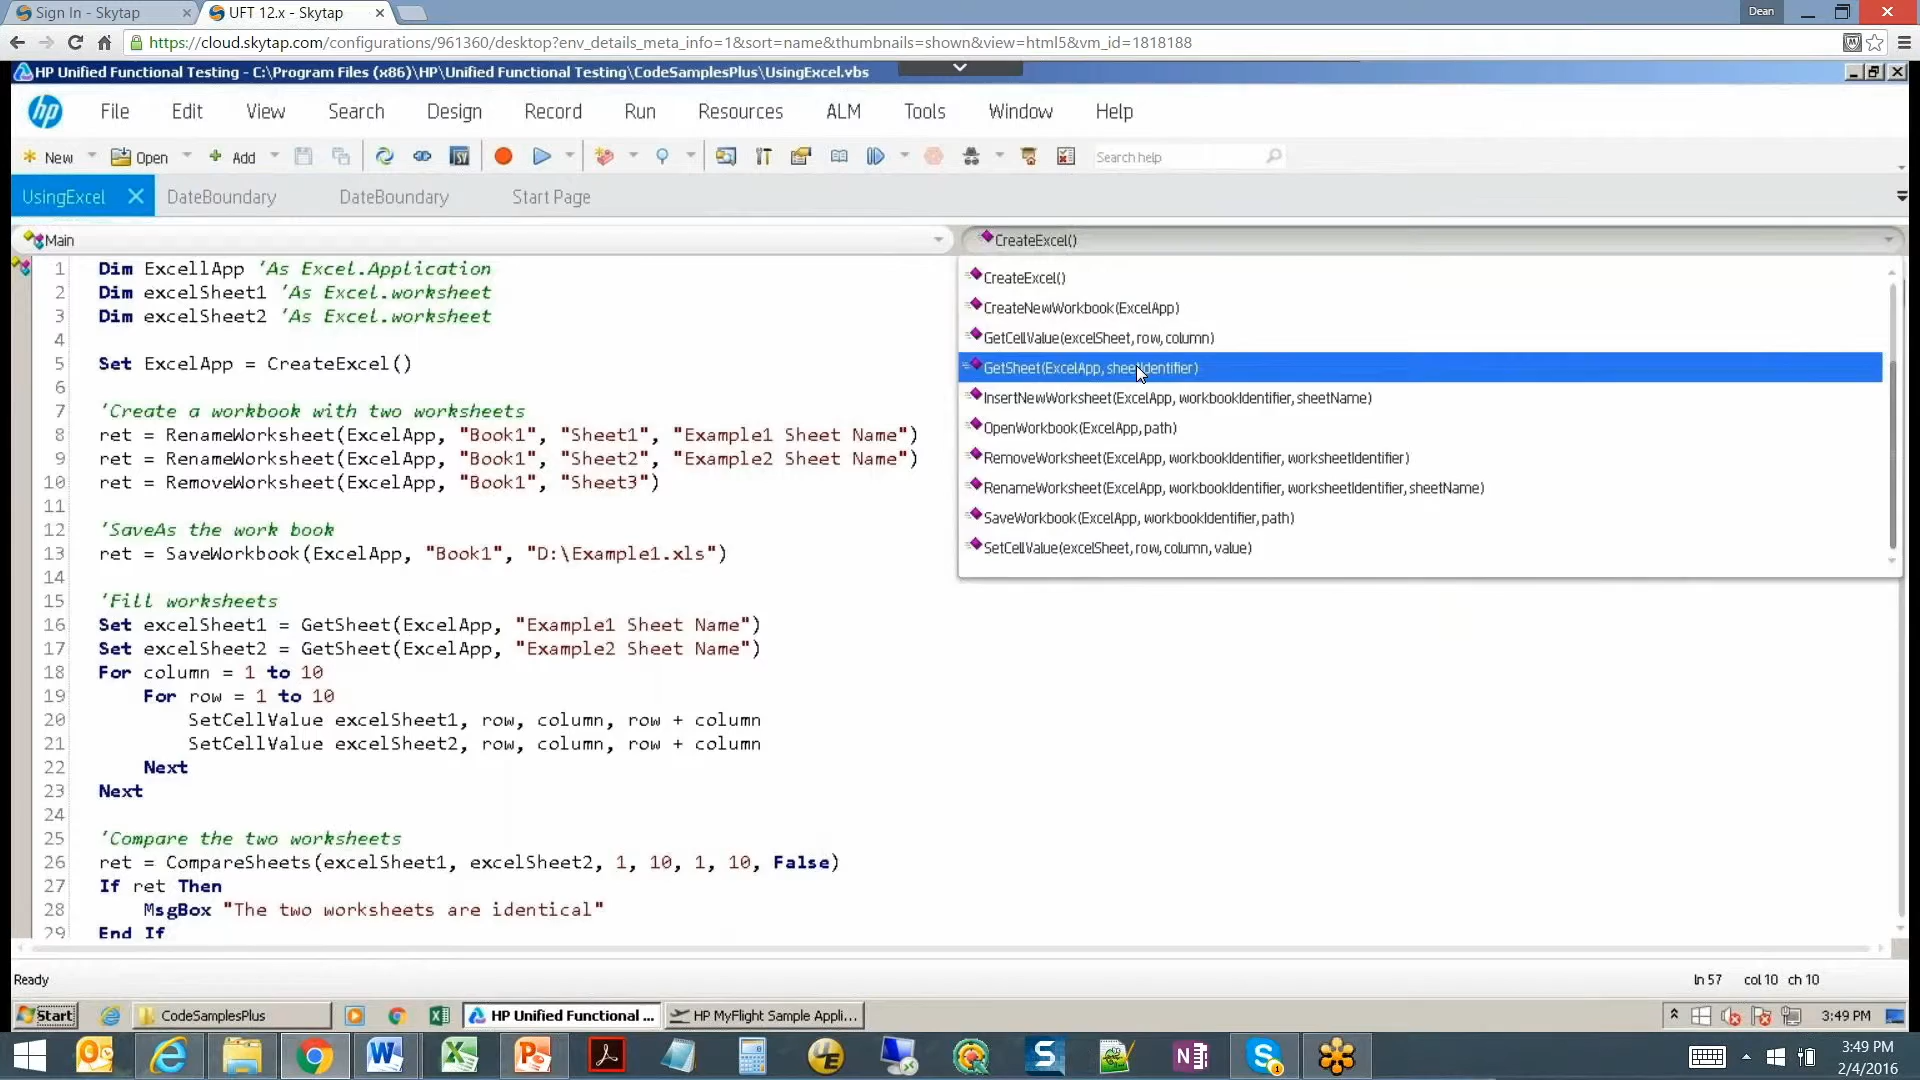 Sign In - Skytap
UFT 12.x - Skytap
Dean
https://cloud.skytap.com/configurations/961360/desktop?env_details_meta_info=1&sort=name&thumbnails=shown&view=html5&vm_id=1818188
HP Unified Functional Testing - C:\Program Files (x86)\HP\Unified Functional Testing\CodeSamplesPlus\UsingExcel.vbs
hp File Edit View Search Design Record Run Resources ALM Tools Window Help
New Open Add Search help
UsingExcel DateBoundary DateBoundary Start Page
Main
CreateExcel()
1 Dim ExcellApp 'As Excel.Application
2 Dim excelSheet1 'As Excel.worksheet
3 Dim excelSheet2 'As Excel.worksheet
4
5 Set ExcelApp = CreateExcel()
6
7 'Create a workbook with two worksheets
8 ret = RenameWorksheet(ExcelApp, "Book1", "Sheet1", "Example1 Sheet Name")
9 ret = RenameWorksheet(ExcelApp, "Book1", "Sheet2", "Example2 Sheet Name")
10 ret = RemoveWorksheet(ExcelApp, "Book1", "Sheet3")
11
12 'SaveAs the work book
13 ret = SaveWorkbook(ExcelApp, "Book1", "D:\Example1.xls")
14
15 'Fill worksheets
16 Set excelSheet1 = GetSheet(ExcelApp, "Example1 Sheet Name")
17 Set excelSheet2 = GetSheet(ExcelApp, "Example2 Sheet Name")
18 For column = 1 to 10
19 For row = 1 to 10
20 SetCellValue excelSheet1, row, column, row + column
21 SetCellValue excelSheet2, row, column, row + column
22 Next
23 Next
24
25 'Compare the two worksheets
26 ret = CompareSheets(excelSheet1, excelSheet2, 1, 10, 1, 10, False)
27 If ret Then
28 MsgBox "The two worksheets are identical"
29 End If
CreateExcel()
CreateNewWorkbook(ExcelApp)
GetCellValue(excelSheet, row, column)
GetSheet(ExcelApp, sheetIdentifier)
InsertNewWorksheet(ExcelApp, workbookIdentifier, sheetName)
OpenWorkbook(ExcelApp, path)
RemoveWorksheet(ExcelApp, workbookIdentifier, worksheetIdentifier)
RenameWorksheet(ExcelApp, workbookIdentifier, worksheetIdentifier, sheetName)
SaveWorkbook(ExcelApp, workbookIdentifier, path)
SetCellValue(excelSheet, row, column, value)
Ready ln 57 col 10 ch 10
Start CodeSamplesPlus HP Unified Functional ... HP MyFlight Sample Appli... 3:49 PM
3:49 PM
2/4/2016